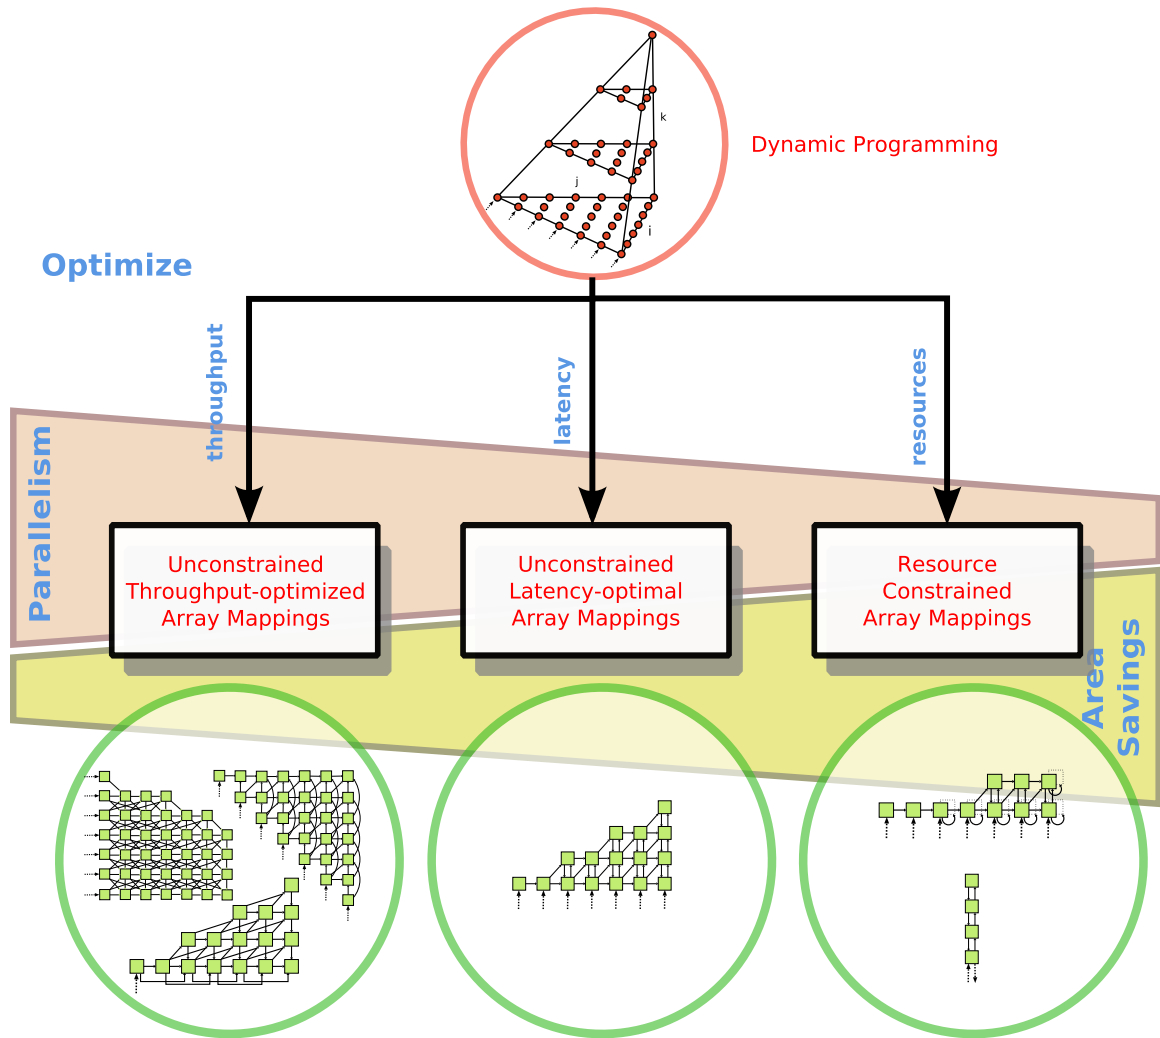 k
Dynamic Programming
j
i
Optimize
throughput
latency
resources
Parallelism
Unconstrained
Throughput-optimized
Array Mappings
Unconstrained
Latency-optimal
Array Mappings
Resource
Constrained
Array Mappings
Area
Savings